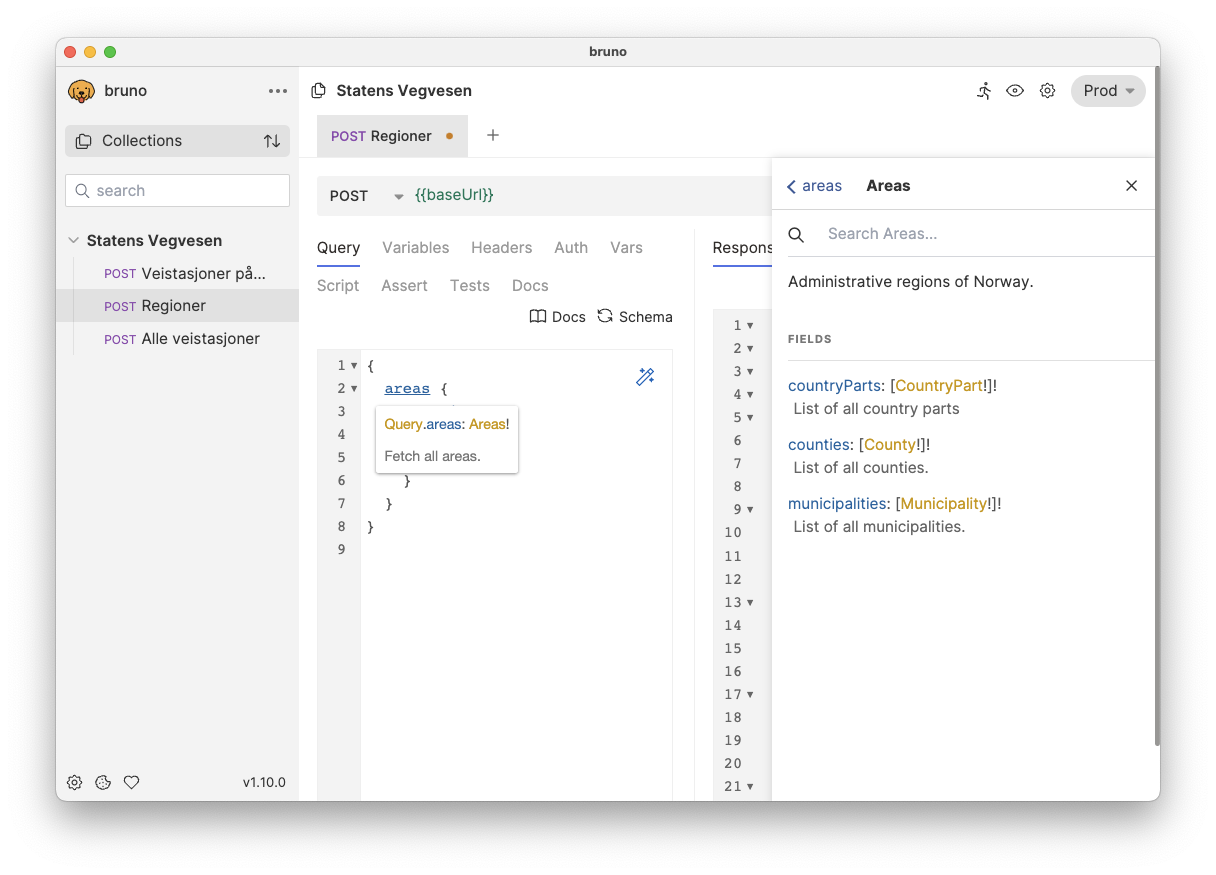 bruno
bruno
Collections
search
Statens Vegvesen
POST Veistasjoner på...
POST Regioner
POST Alle veistasjoner
v1.10.0
Statens Vegvesen
Prod
POST Regioner
POST {{baseUrl}}
Query Variables Headers Auth Vars
Script Assert Tests Docs
Docs Schema
1 {
2 areas {
3
4
5
6 }
7 }
8 }
9
Query.areas: Areas!
Fetch all areas.
Respons
1
2
3
4
5
6
7
8
9
10
11
12
13
14
15
16
17
18
19
20
21
areas Areas
Search Areas...
Administrative regions of Norway.
FIELDS
countryParts: [CountryPart!]!
List of all country parts
counties: [County!]!
List of all counties.
municipalities: [Municipality!]!
List of all municipalities.